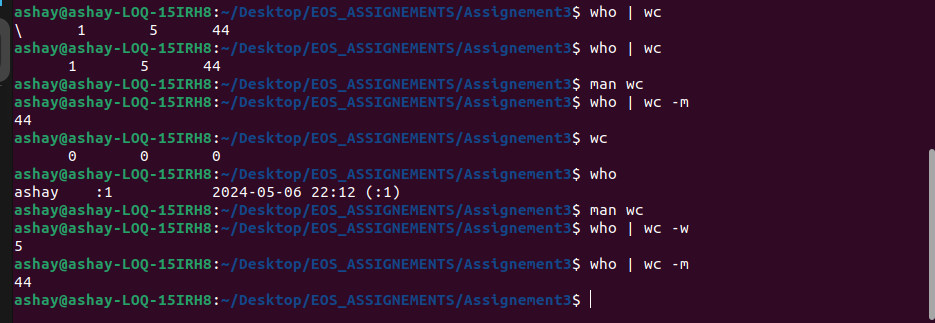 ashay@ashay-LOQ-15IRH8:~/Desktop/EOS_ASSIGNEMENTS/Assignement3$ who | wc
\       1       5      44
ashay@ashay-LOQ-15IRH8:~/Desktop/EOS_ASSIGNEMENTS/Assignement3$ who | wc
      1       5      44
ashay@ashay-LOQ-15IRH8:~/Desktop/EOS_ASSIGNEMENTS/Assignement3$ man wc
ashay@ashay-LOQ-15IRH8:~/Desktop/EOS_ASSIGNEMENTS/Assignement3$ who | wc -m
44
ashay@ashay-LOQ-15IRH8:~/Desktop/EOS_ASSIGNEMENTS/Assignement3$ wc
      0       0       0
ashay@ashay-LOQ-15IRH8:~/Desktop/EOS_ASSIGNEMENTS/Assignement3$ who
ashay    :1           2024-05-06 22:12 (:1)
ashay@ashay-LOQ-15IRH8:~/Desktop/EOS_ASSIGNEMENTS/Assignement3$ man wc
ashay@ashay-LOQ-15IRH8:~/Desktop/EOS_ASSIGNEMENTS/Assignement3$ who | wc -w
5
ashay@ashay-LOQ-15IRH8:~/Desktop/EOS_ASSIGNEMENTS/Assignement3$ who | wc -m
44
ashay@ashay-LOQ-15IRH8:~/Desktop/EOS_ASSIGNEMENTS/Assignement3$